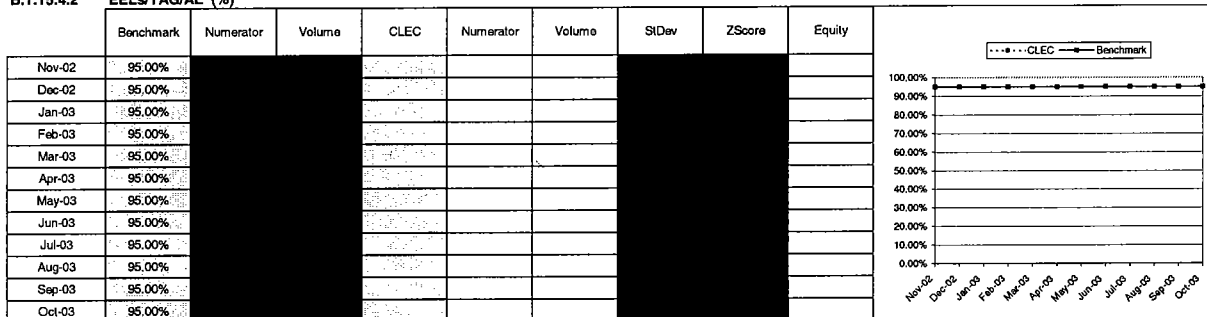 B.1.15.4.2 EELs/TAG/AL (%)
Benchmark Numerator Volume CLEC Numerator Volume StDev ZScore Equity
Nov-02 95.00%
Dec-02 95.00%
Jan-03 95.00%
Feb-03 95.00%
Mar-03 95.00%
Apr-03 95.00%
May-03 95.00%
Jun-03 95.00%
Jul-03 95.00%
Aug-03 95.00%
Sep-03 95.00%
Oct-03 95.00%
CLEC Benchmark
100.00%
90.00%
80.00%
70.00%
60.00%
50.00%
40.00%
30.00%
20.00%
10.00%
0.00%
Nov-02 Dec-02 Jan-03 Feb-03 Mar-03 Apr-03 May-03 Jun-03 Jul-03 Aug-03 Sep-03 Oct-03